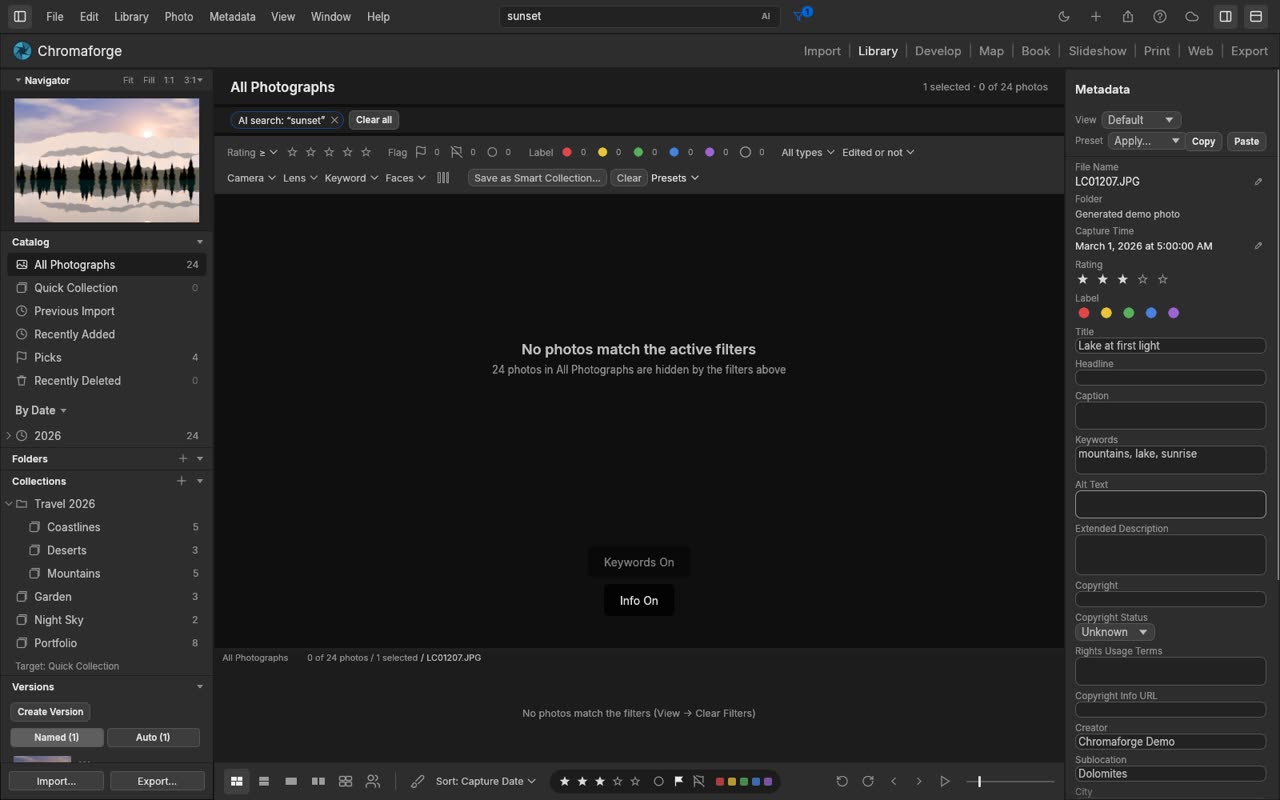 File Edit Library Photo Metadata View Window Help
sunset AI 1
Chromaforge
Import Library Develop Map Book Slideshow Print Web Export
Navigator Fit Fill 1:1 3:1
Catalog
All Photographs 24
Quick Collection 0
Previous Import
Recently Added
Picks 4
Recently Deleted 0
By Date
2026 24
Folders
Collections
Travel 2026
Coastlines 5
Deserts 3
Mountains 5
Garden 3
Night Sky 2
Portfolio 8
Target: Quick Collection
Versions
Create Version
Named (1) Auto (1)
Import... Export...
All Photographs 1 selected · 0 of 24 photos
AI search: “sunset” Clear all
Rating ≥ Flag 0 0 0 Label 0 0 0 0 0 0 All types Edited or not
Camera Lens Keyword Faces Save as Smart Collection... Clear Presets
No photos match the active filters
24 photos in All Photographs are hidden by the filters above
Keywords On
Info On
All Photographs 0 of 24 photos / 1 selected / LC01207.JPG
No photos match the filters (View → Clear Filters)
Sort: Capture Date
Metadata
View Default
Preset Apply... Copy Paste
File Name
LC01207.JPG
Folder
Generated demo photo
Capture Time
March 1, 2026 at 5:00:00 AM
Rating
Label
Title
Lake at first light
Headline
Caption
Keywords
mountains, lake, sunrise
Alt Text
Extended Description
Copyright
Copyright Status
Unknown
Rights Usage Terms
Copyright Info URL
Creator
Chromaforge Demo
Sublocation
Dolomites
City